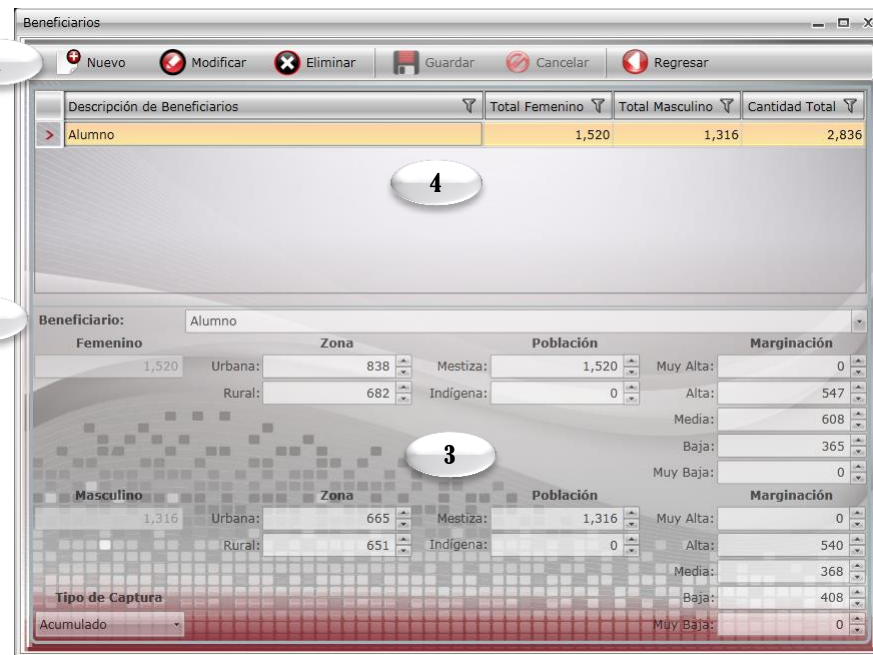 Beneficiarios
Nuevo Modificar Eliminar Guardar Cancelar Regresar
Descripción de Beneficiarios Total Femenino Total Masculino Cantidad Total
> Alumno 1,520 1,316 2,836
4
Beneficiario: Alumno
Femenino Zona Población Marginación
1,520 Urbana: 838 Mestiza: 1,520 Muy Alta: 0
Rural: 682 Indígena: 0 Alta: 547
Media: 608
Baja: 365
3
Muy Baja: 0
Masculino Zona Población Marginación
1,316 Urbana: 665 Mestiza: 1,316 Muy Alta: 0
Rural: 651 Indígena: 0 Alta: 540
Media: 368
Tipo de Captura Baja: 408
Acumulado Muy Baja: 0